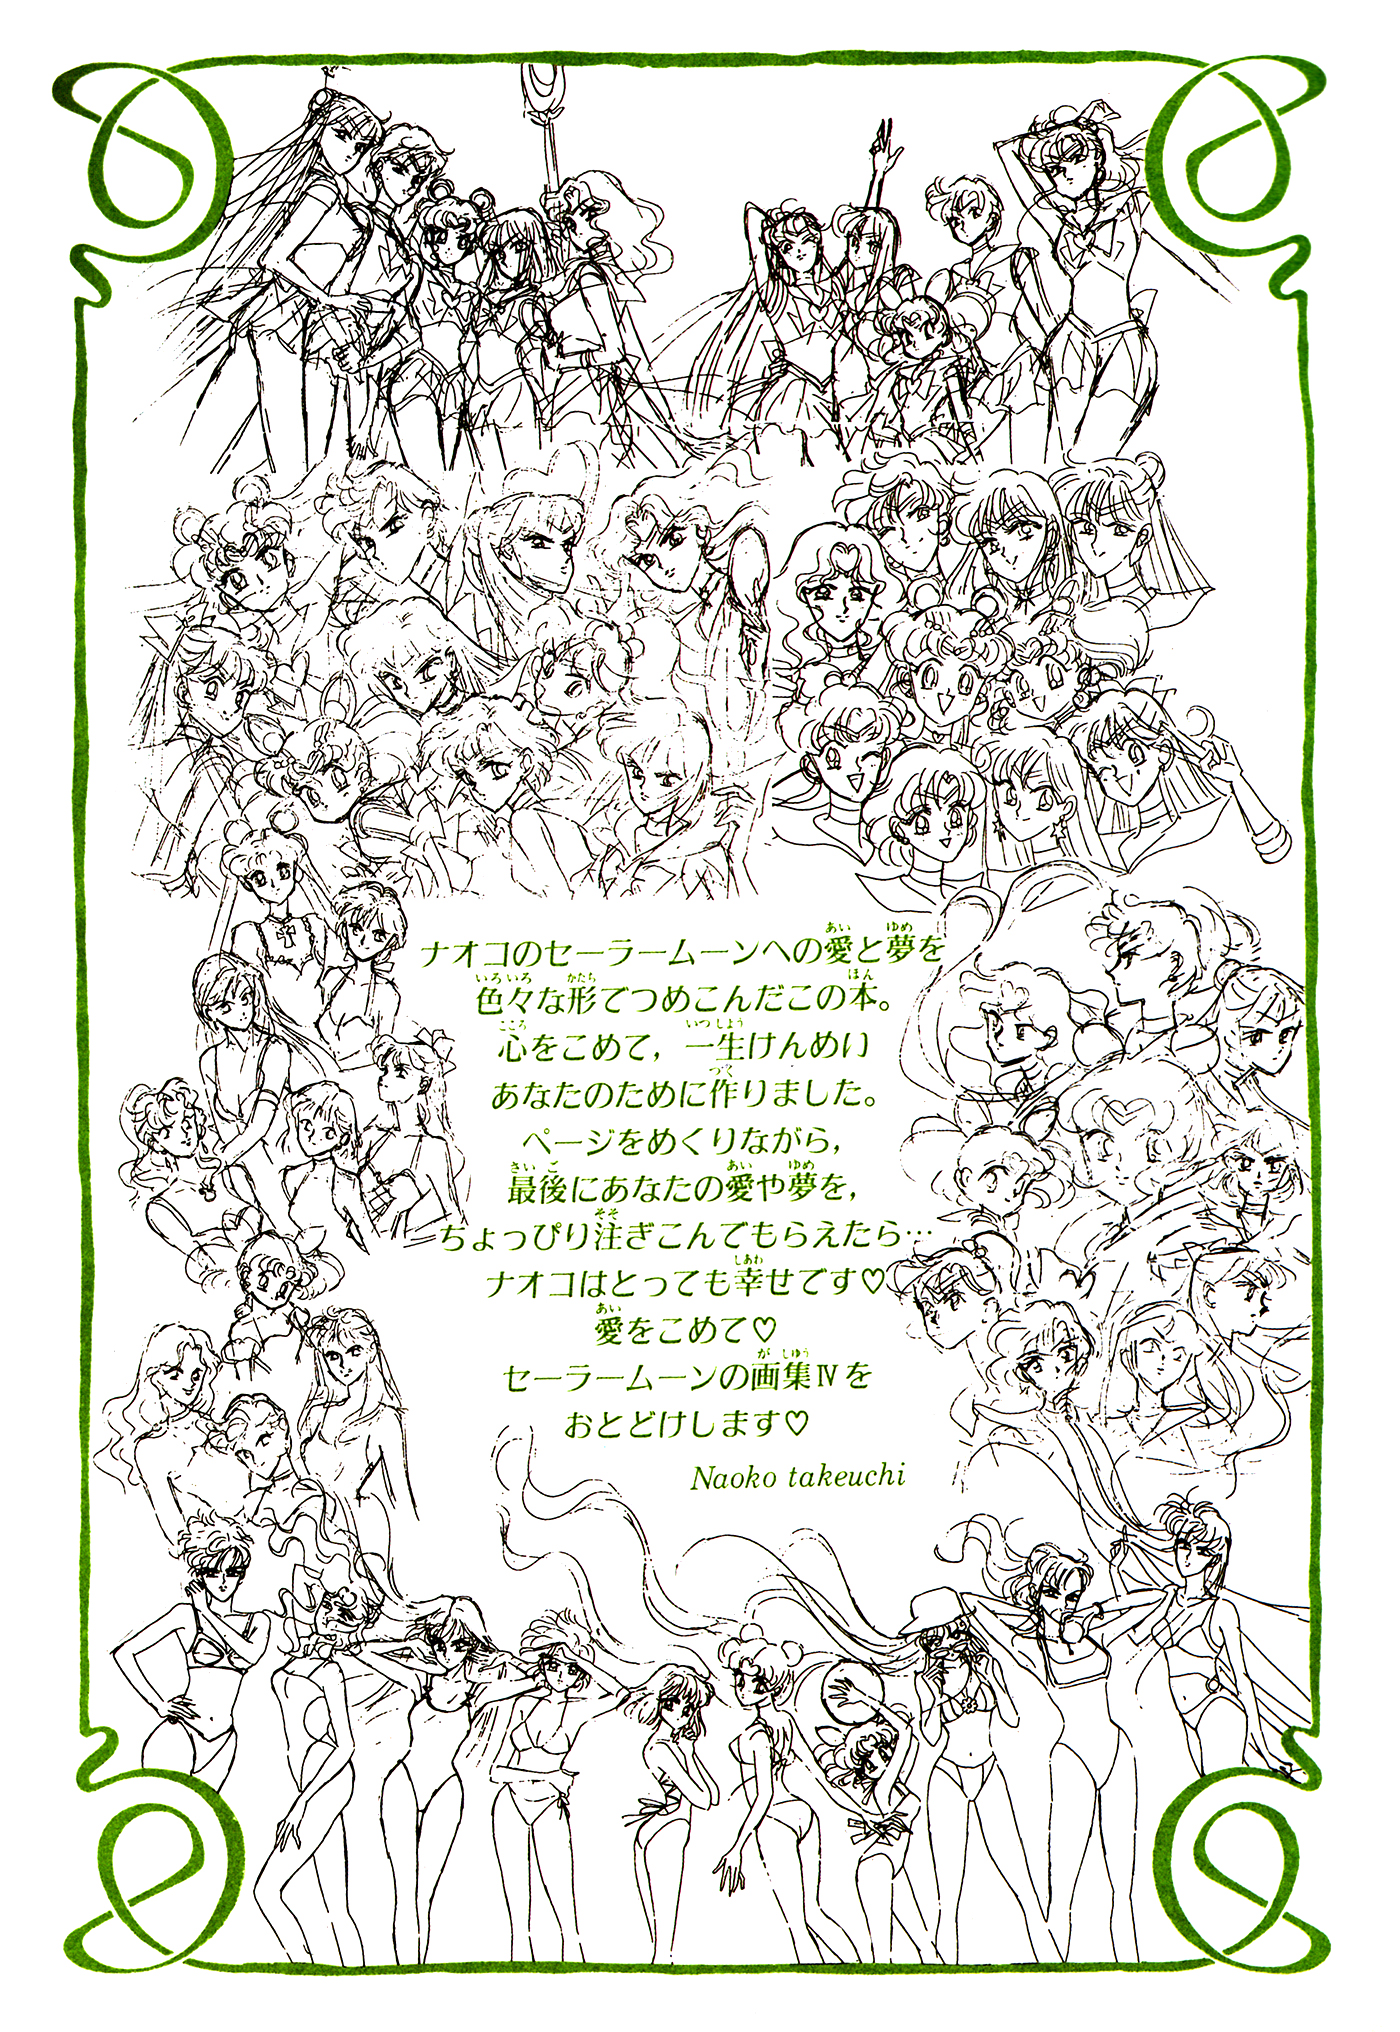 ナオコのセーラームーンへの愛と夢を
色々な形でつめこんだこの本。
心をこめて，一生けんめい
あなたのために作りました。
ページをめくりながら，
最後にあなたの愛や夢を，
ちょっぴり注ぎこんでもらえたら…
ナオコはとっても幸せです♡
愛をこめて♡
セーラームーンの画集Ⅳを
おとどけします♡
Naoko takeuchi